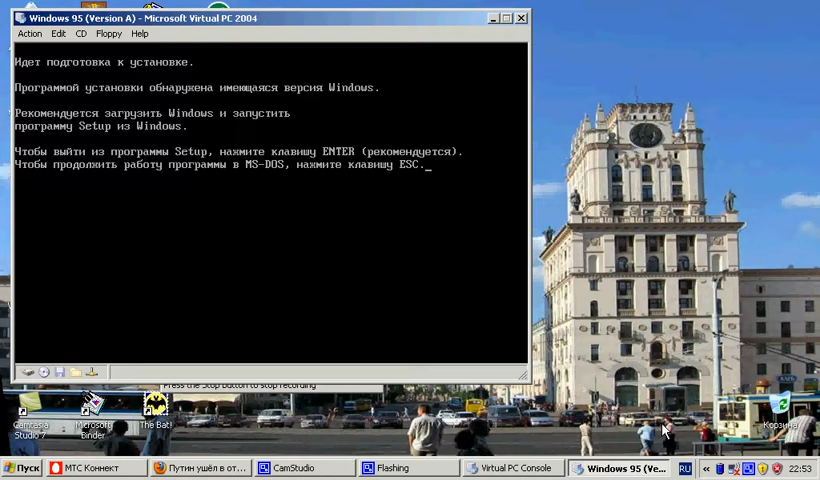 Windows 95 (Version A) - Microsoft Virtual PC 2004
Action Edit CD Floppy Help
Идет подготовка к установке.
Программой установки обнаружена имеющаяся версия Windows.
Рекомендуется загрузить Windows и запустить
программу Setup из Windows.
Чтобы выйти из программы Setup, нажмите клавишу ENTER (рекомендуется).
Чтобы продолжить работу программы в MS-DOS, нажмите клавишу ESC._
Press the Stop button to stop recording
Camtasia
Studio 7
Microsoft
Binder
The Bat!
Корзина
Пуск
МТС Коннект
Путин ушёл в от...
CamStudio
Flashing
Virtual PC Console
Windows 95 (Ve...
RU
22:53